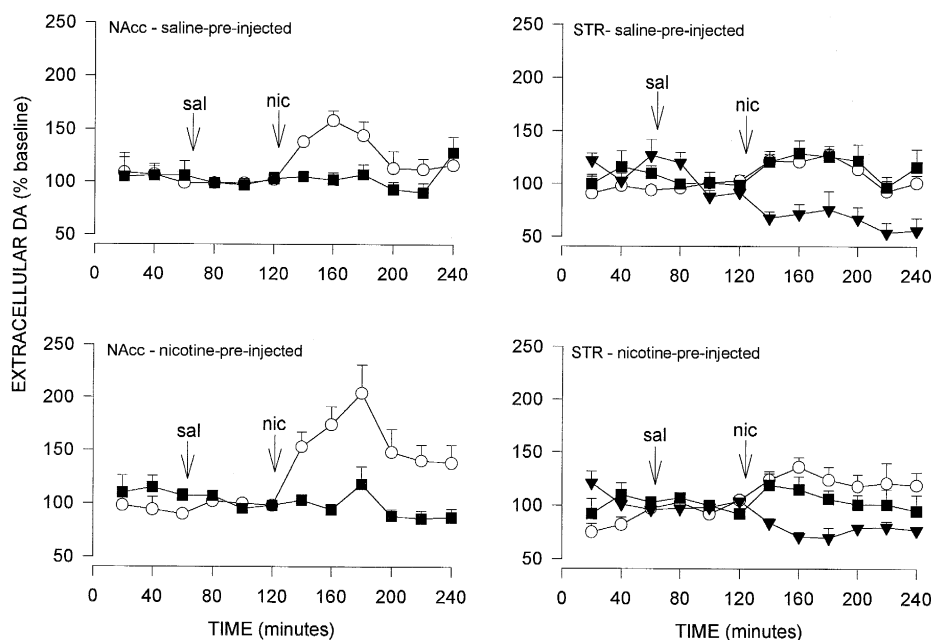 EXTRACELLULAR DA (% baseline)
NAcc - saline-pre-injected
250
200
150
100
50
sal
nic
0 40 80 120 160 200 240
STR- saline-pre-injected
250
200
150
100
50
sal
nic
0 40 80 120 160 200 240
NAcc - nicotine-pre-injected
250
200
150
100
50
sal
nic
0 40 80 120 160 200 240
TIME (minutes)
STR - nicotine-pre-injected
250
200
150
100
50
sal
nic
0 40 80 120 160 200 240
TIME (minutes)